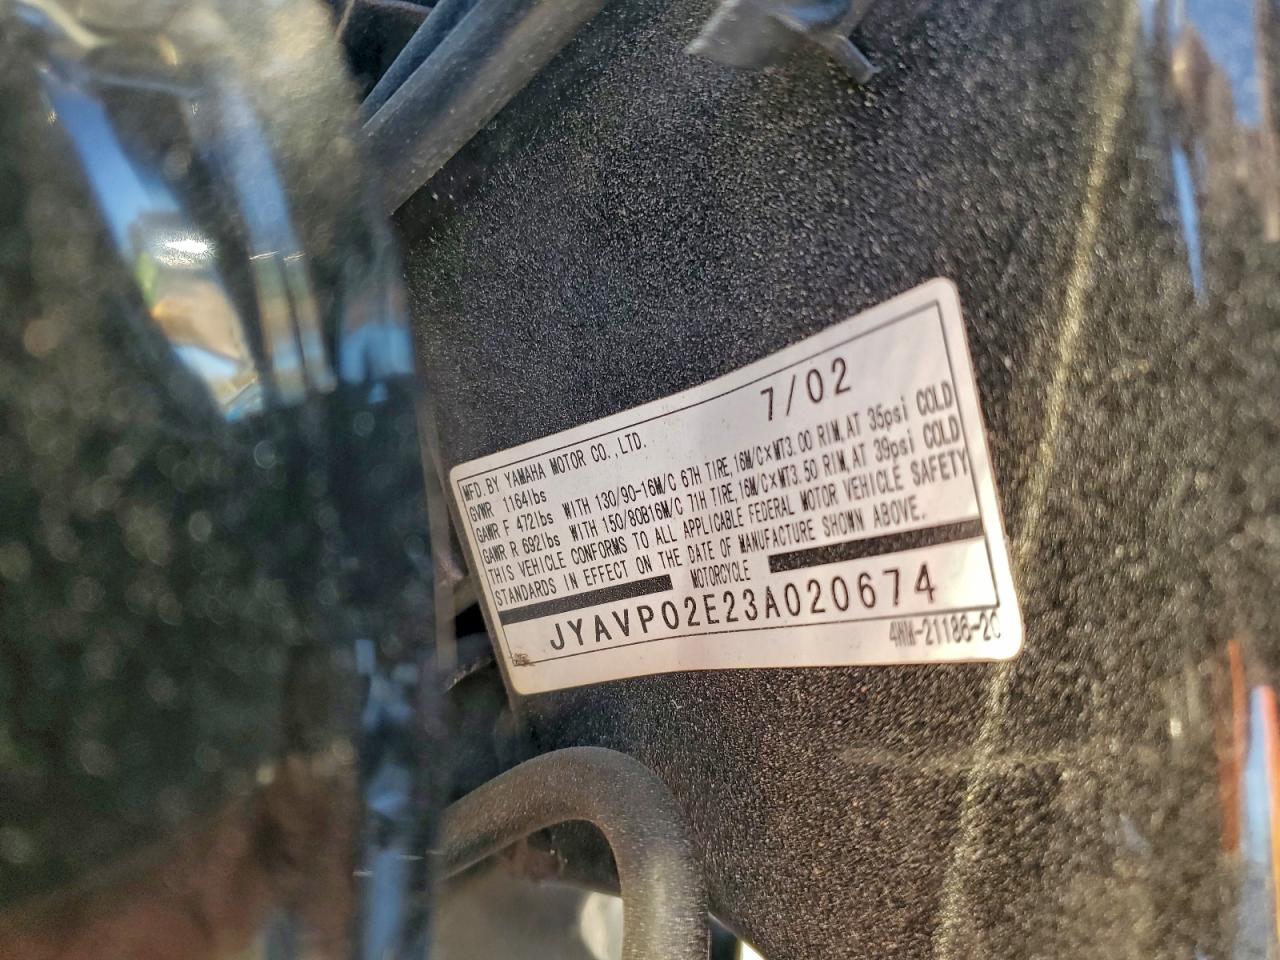 MFD. BY YAMAHA MOTOR CO., LTD. 7/02
GVWR 1164lbs
GAWR F 472lbs WITH 130/90-16M/C 67H TIRE, 16M/C×MT3.00 RIM, AT 35psi COLD
GAWR R 692lbs WITH 150/80B16M/C 71H TIRE, 16M/C×MT3.50 RIM, AT 39psi COLD
THIS VEHICLE CONFORMS TO ALL APPLICABLE FEDERAL MOTOR VEHICLE SAFETY
STANDARDS IN EFFECT ON THE DATE OF MANUFACTURE SHOWN ABOVE.
MOTORCYCLE
JYAVP02E23A020674
4NM-21186-2C